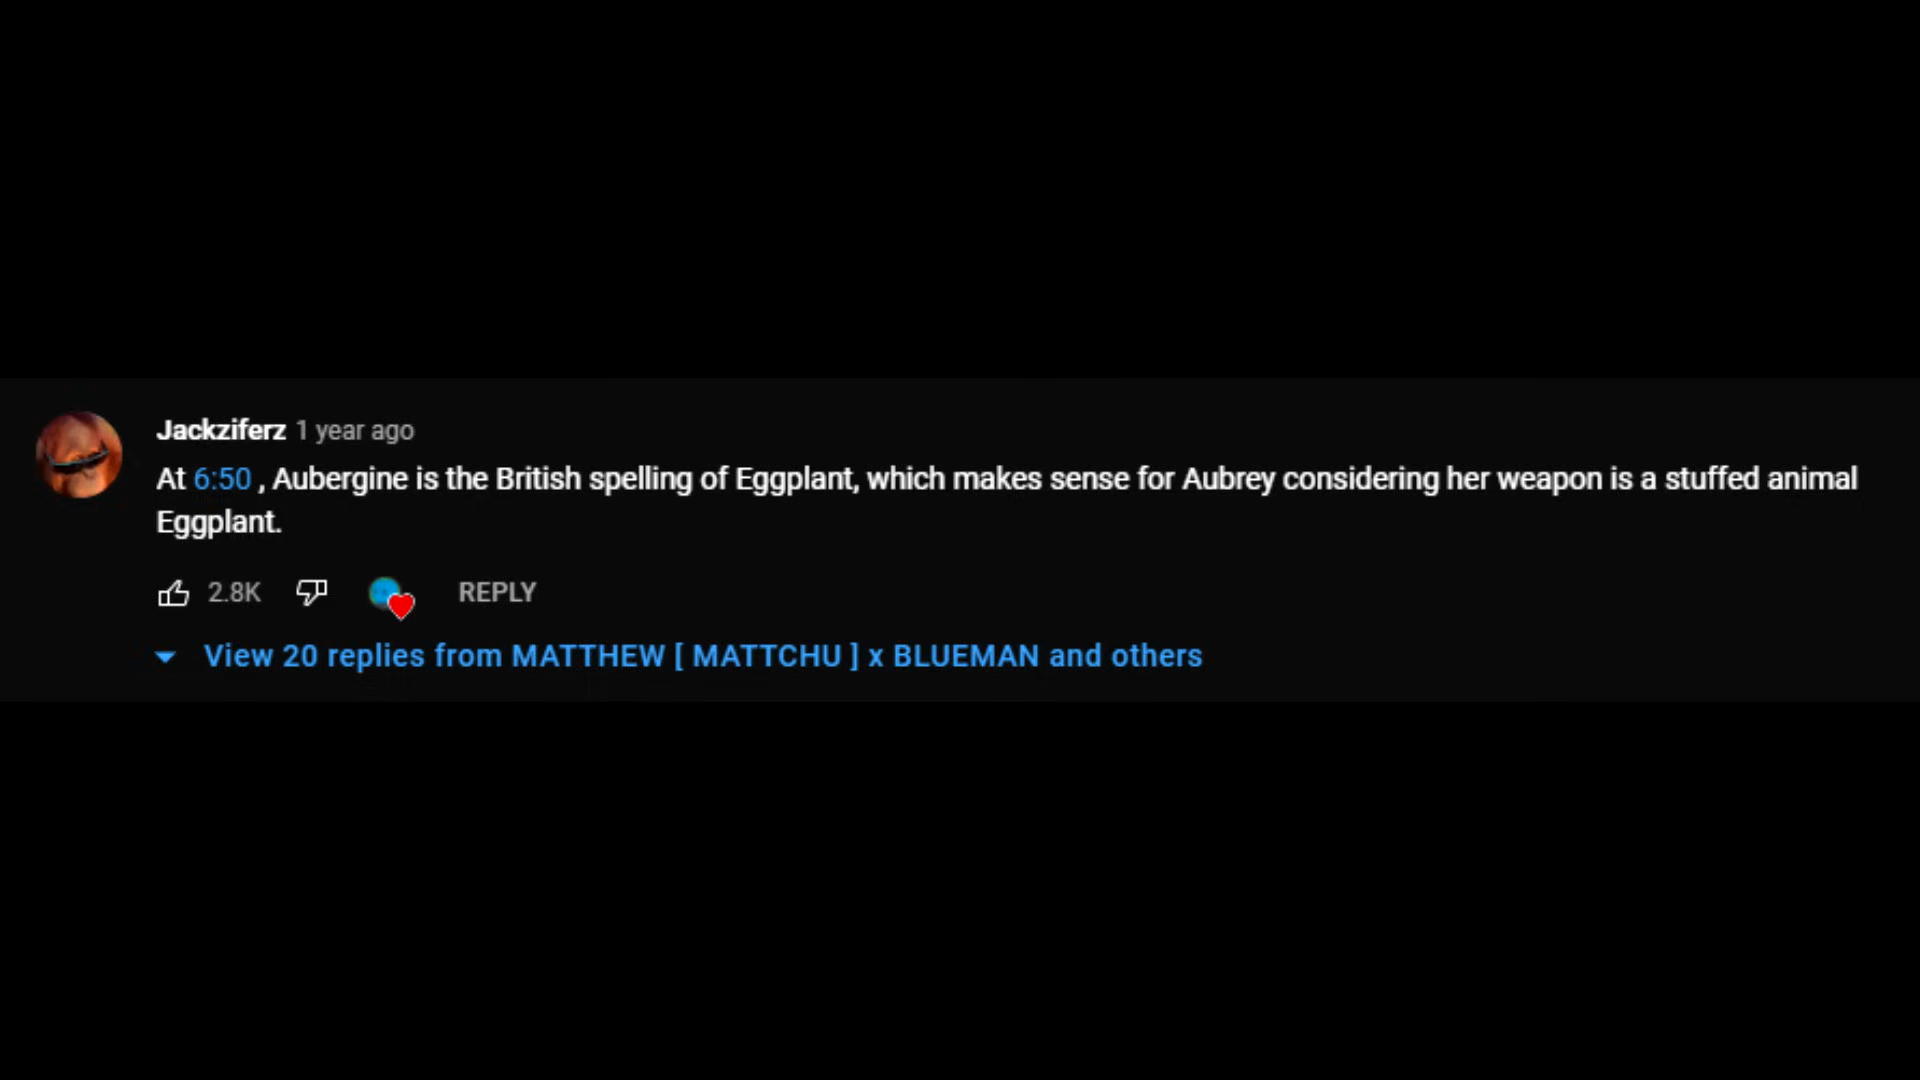 Jackziferz 1 year ago
At 6:50 , Aubergine is the British spelling of Eggplant, which makes sense for Aubrey considering her weapon is a stuffed animal
Eggplant.
2.8K REPLY
View 20 replies from MATTHEW [ MATTCHU ] x BLUEMAN and others